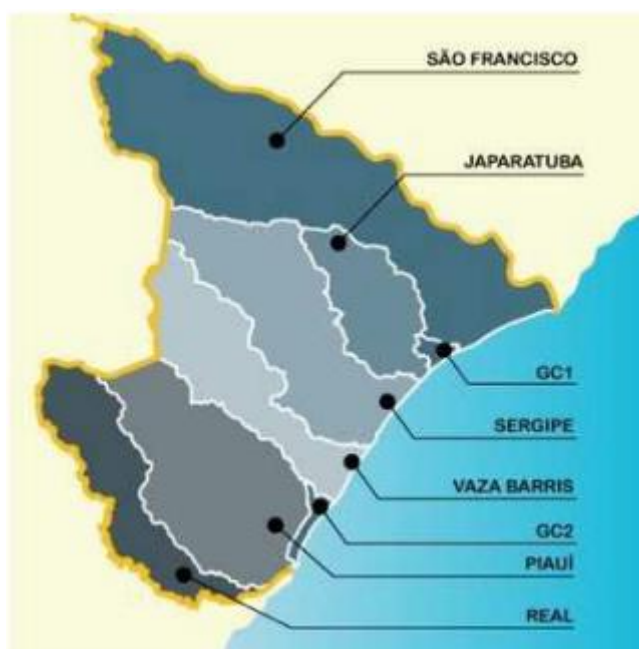 SÃO FRANCISCO
JAPARATUBA
GC1
SERGIPE
VAZA BARRIS
GC2
PIAUÍ
REAL